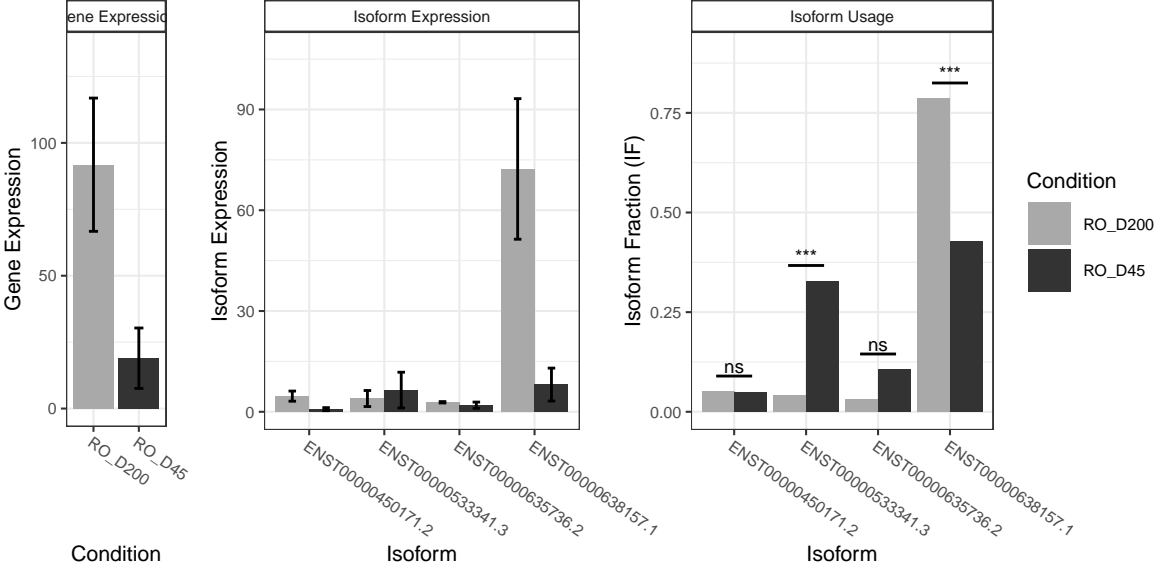 ene Expressic
Gene Expression
100
50
0
RO_D200
RO_D45
Condition
Isoform Expression
Isoform Expression
90
60
30
0
ENST00000450171.2
ENST00000533341.3
ENST00000635736.2
ENST00000638157.1
Isoform
Isoform Usage
Isoform Fraction (IF)
0.75
0.50
0.25
0.00
ns
***
ns
***
ENST00000450171.2
ENST00000533341.3
ENST00000635736.2
ENST00000638157.1
Isoform
Condition
RO_D200
RO_D45